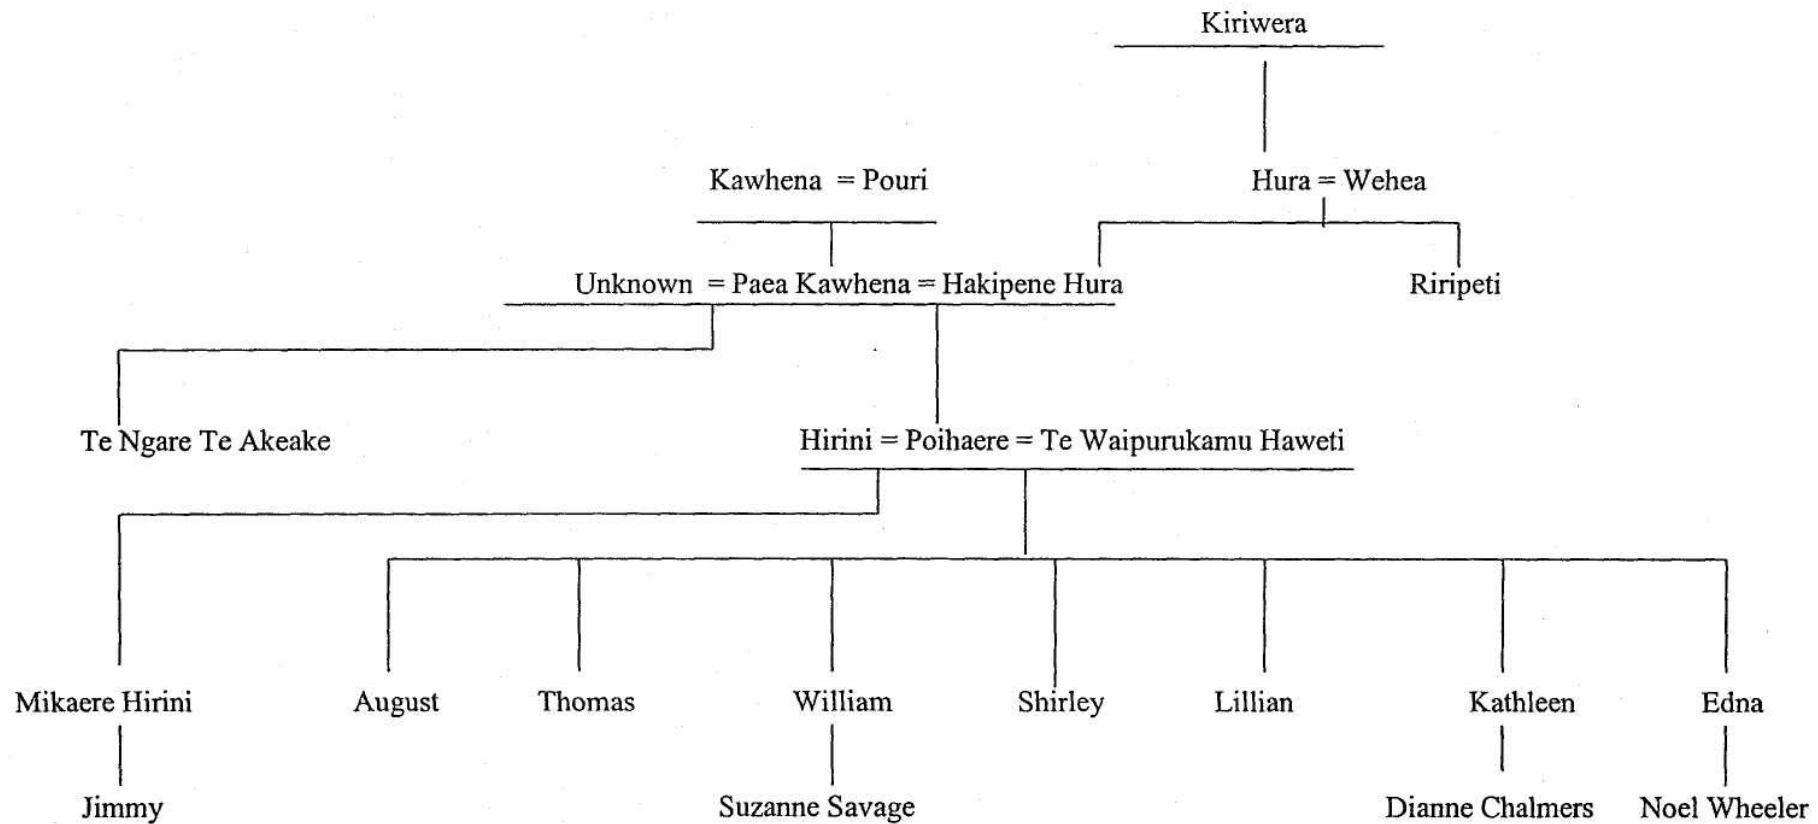 Kiriwera
Kawhena = Pouri
Hura = Wehea
Unknown = Paea Kawhena = Hakipene Hura
Riripeti
Te Ngare Te Akeake
Hirini = Poihaere = Te Waipurukamu Haweti
Mikaere Hirini
August
Thomas
William
Shirley
Lillian
Kathleen
Edna
Jimmy
Suzanne Savage
Dianne Chalmers
Noel Wheeler